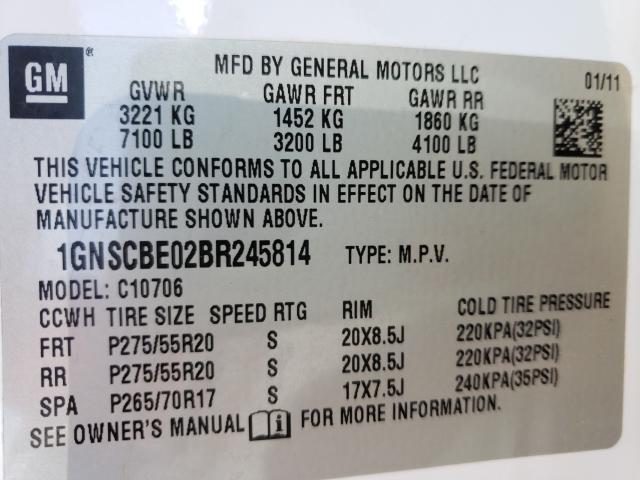 GM ®
MFD BY GENERAL MOTORS LLC
01/11
GVWR GAWR FRT GAWR RR
3221 KG 1452 KG 1860 KG
7100 LB 3200 LB 4100 LB
THIS VEHICLE CONFORMS TO ALL APPLICABLE U.S. FEDERAL MOTOR
VEHICLE SAFETY STANDARDS IN EFFECT ON THE DATE OF
MANUFACTURE SHOWN ABOVE.
1GNSCBE02BR245814 TYPE: M.P.V.
MODEL: C10706
CCWH TIRE SIZE SPEED RTG RIM COLD TIRE PRESSURE
FRT P275/55R20 S 20X8.5J 220KPA(32PSI)
RR P275/55R20 S 20X8.5J 220KPA(32PSI)
SPA P265/70R17 S 17X7.5J 240KPA(35PSI)
SEE OWNER'S MANUAL FOR MORE INFORMATION.